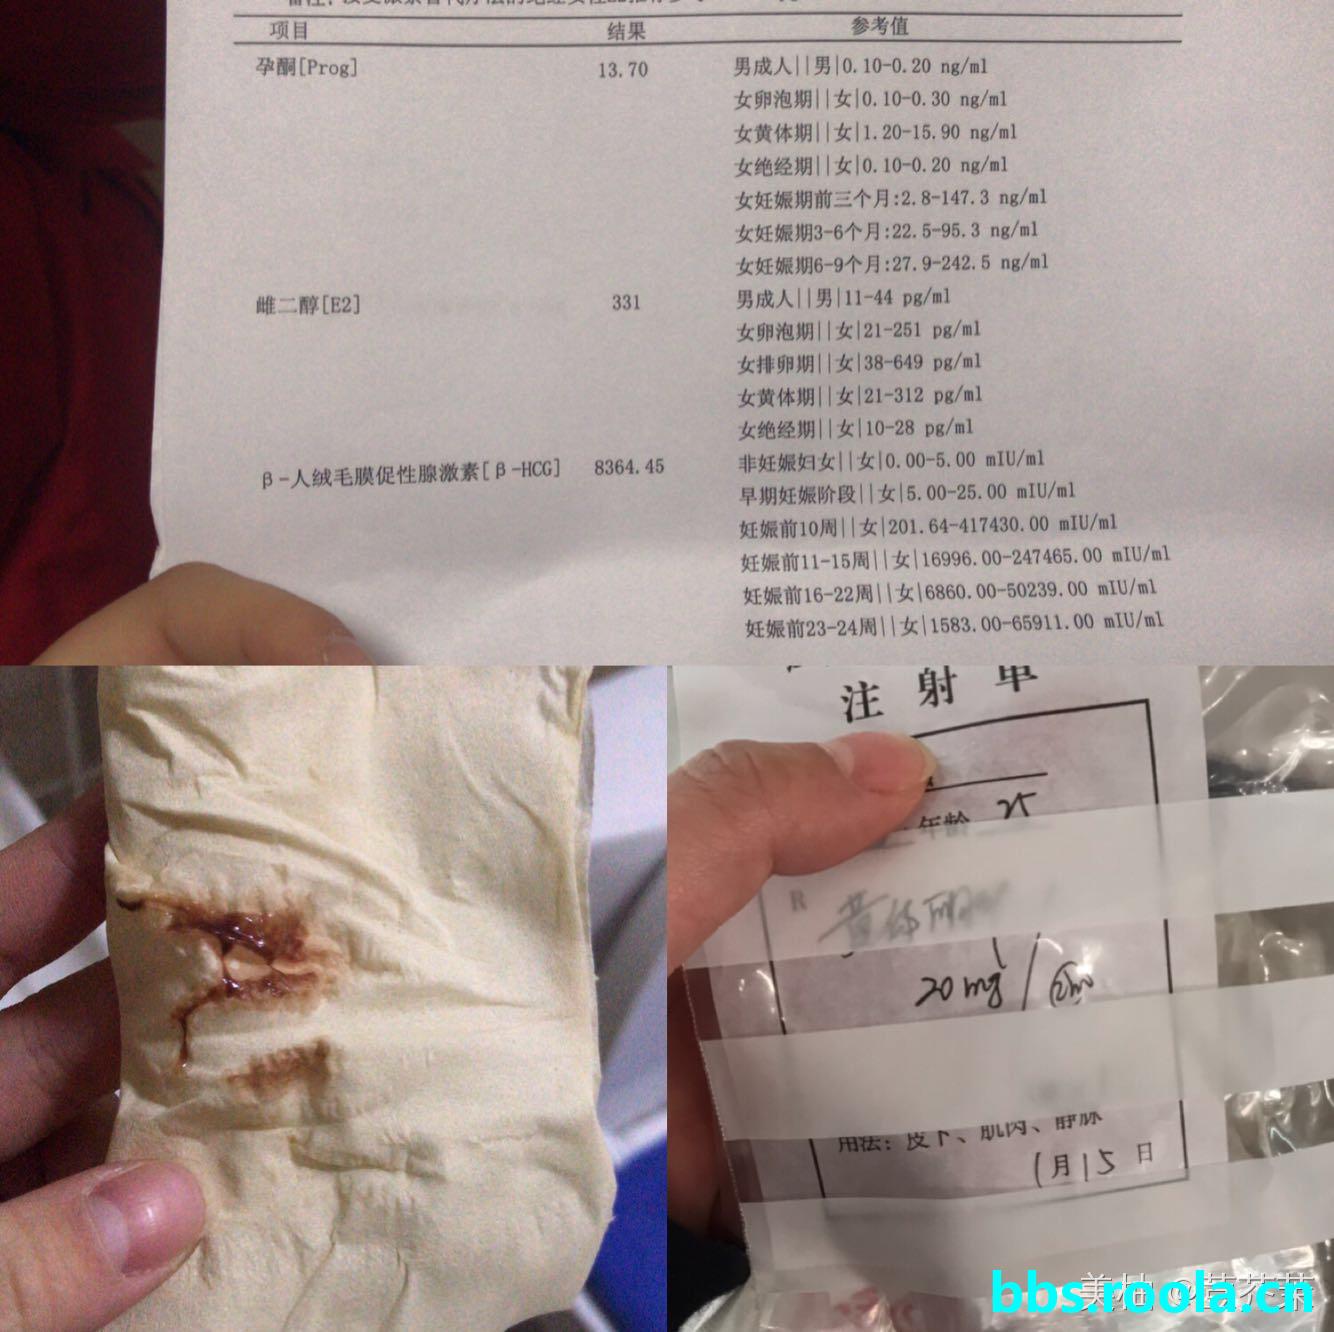 项目 结果 参考值
孕酮[Prog] 13.70 男成人||男|0.10-0.20 ng/ml
女卵泡期||女|0.10-0.30 ng/ml
女黄体期||女|1.20-15.90 ng/ml
女绝经期||女|0.10-0.20 ng/ml
女妊娠期前三个月:2.8-147.3 ng/ml
女妊娠期3-6个月:22.5-95.3 ng/ml
女妊娠期6-9个月:27.9-242.5 ng/ml
雌二醇[E2] 331 男成人||男|11-44 pg/ml
女卵泡期||女|21-251 pg/ml
女排卵期||女|38-649 pg/ml
女黄体期||女|21-312 pg/ml
女绝经期||女|10-28 pg/ml
β-人绒毛膜促性腺激素[β-HCG] 8364.45 非妊娠妇女||女|0.00-5.00 mIU/ml
早期妊娠阶段||女|5.00-25.00 mIU/ml
妊娠前10周||女|201.64-417430.00 mIU/ml
妊娠前11-15周||女|16996.00-247465.00 mIU/ml
妊娠前16-22周||女|6860.00-50239.00 mIU/ml
妊娠前23-24周||女|1583.00-65911.00 mIU/ml
注射单
年龄 25
R
黄体酮
20mg/
用法：皮下、肌肉、静脉
1月15日
美柚
bbs.roola.cn